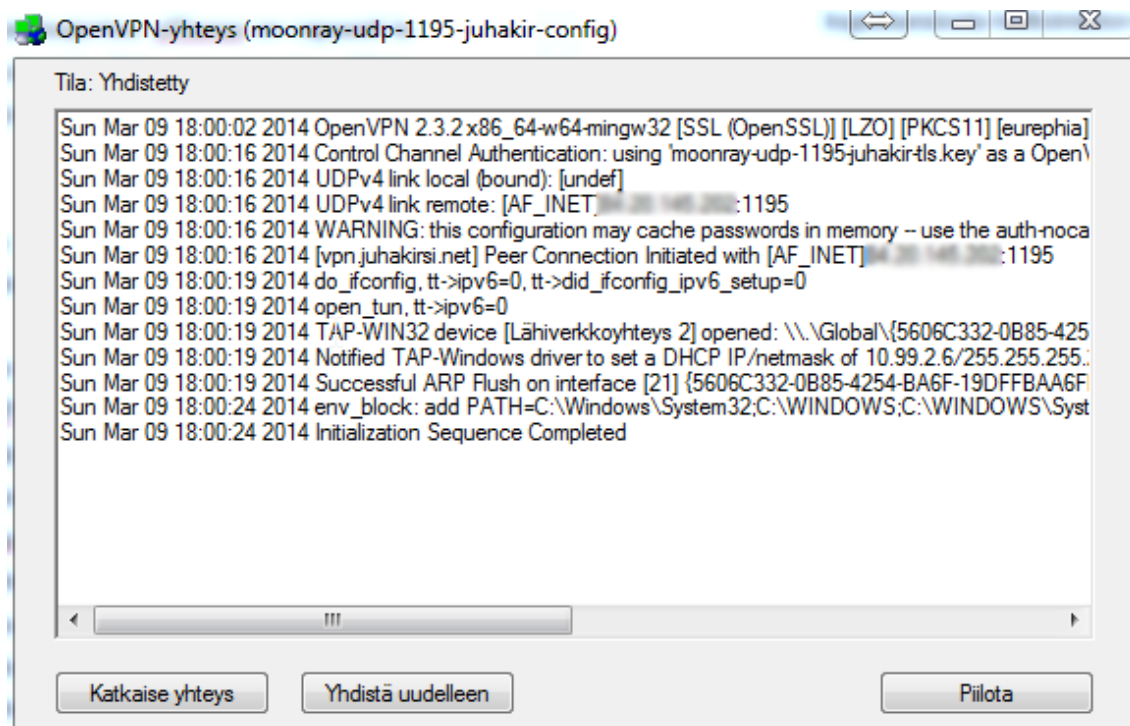 OpenVPN-yhteys (moonray-udp-1195-juhakir-config)
Tila: Yhdistetty
Sun Mar 09 18:00:02 2014 OpenVPN 2.3.2 x86_64-w64-mingw32 [SSL (OpenSSL)] [LZO] [PKCS11] [eurephia]
Sun Mar 09 18:00:16 2014 Control Channel Authentication: using 'moonray-udp-1195-juhakir-tls.key' as a Open\
Sun Mar 09 18:00:16 2014 UDPv4 link local (bound): [undef]
Sun Mar 09 18:00:16 2014 UDPv4 link remote: [AF_INET] :1195
Sun Mar 09 18:00:16 2014 WARNING: this configuration may cache passwords in memory -- use the auth-noca
Sun Mar 09 18:00:16 2014 [vpn.juhakirsi.net] Peer Connection Initiated with [AF_INET] :1195
Sun Mar 09 18:00:19 2014 do_ifconfig, tt->ipv6=0, tt->did_ifconfig_ipv6_setup=0
Sun Mar 09 18:00:19 2014 open_tun, tt->ipv6=0
Sun Mar 09 18:00:19 2014 TAP-WIN32 device [Lähiverkkoyhteys 2] opened: \\.\Global\{5606C332-0B85-425
Sun Mar 09 18:00:19 2014 Notified TAP-Windows driver to set a DHCP IP/netmask of 10.99.2.6/255.255.255.
Sun Mar 09 18:00:19 2014 Successful ARP Flush on interface [21] {5606C332-0B85-4254-BA6F-19DFFBAA6F
Sun Mar 09 18:00:24 2014 env_block: add PATH=C:\Windows\System32;C:\WINDOWS;C:\WINDOWS\Syst
Sun Mar 09 18:00:24 2014 Initialization Sequence Completed
Katkaise yhteys
Yhdistä uudelleen
Piilota